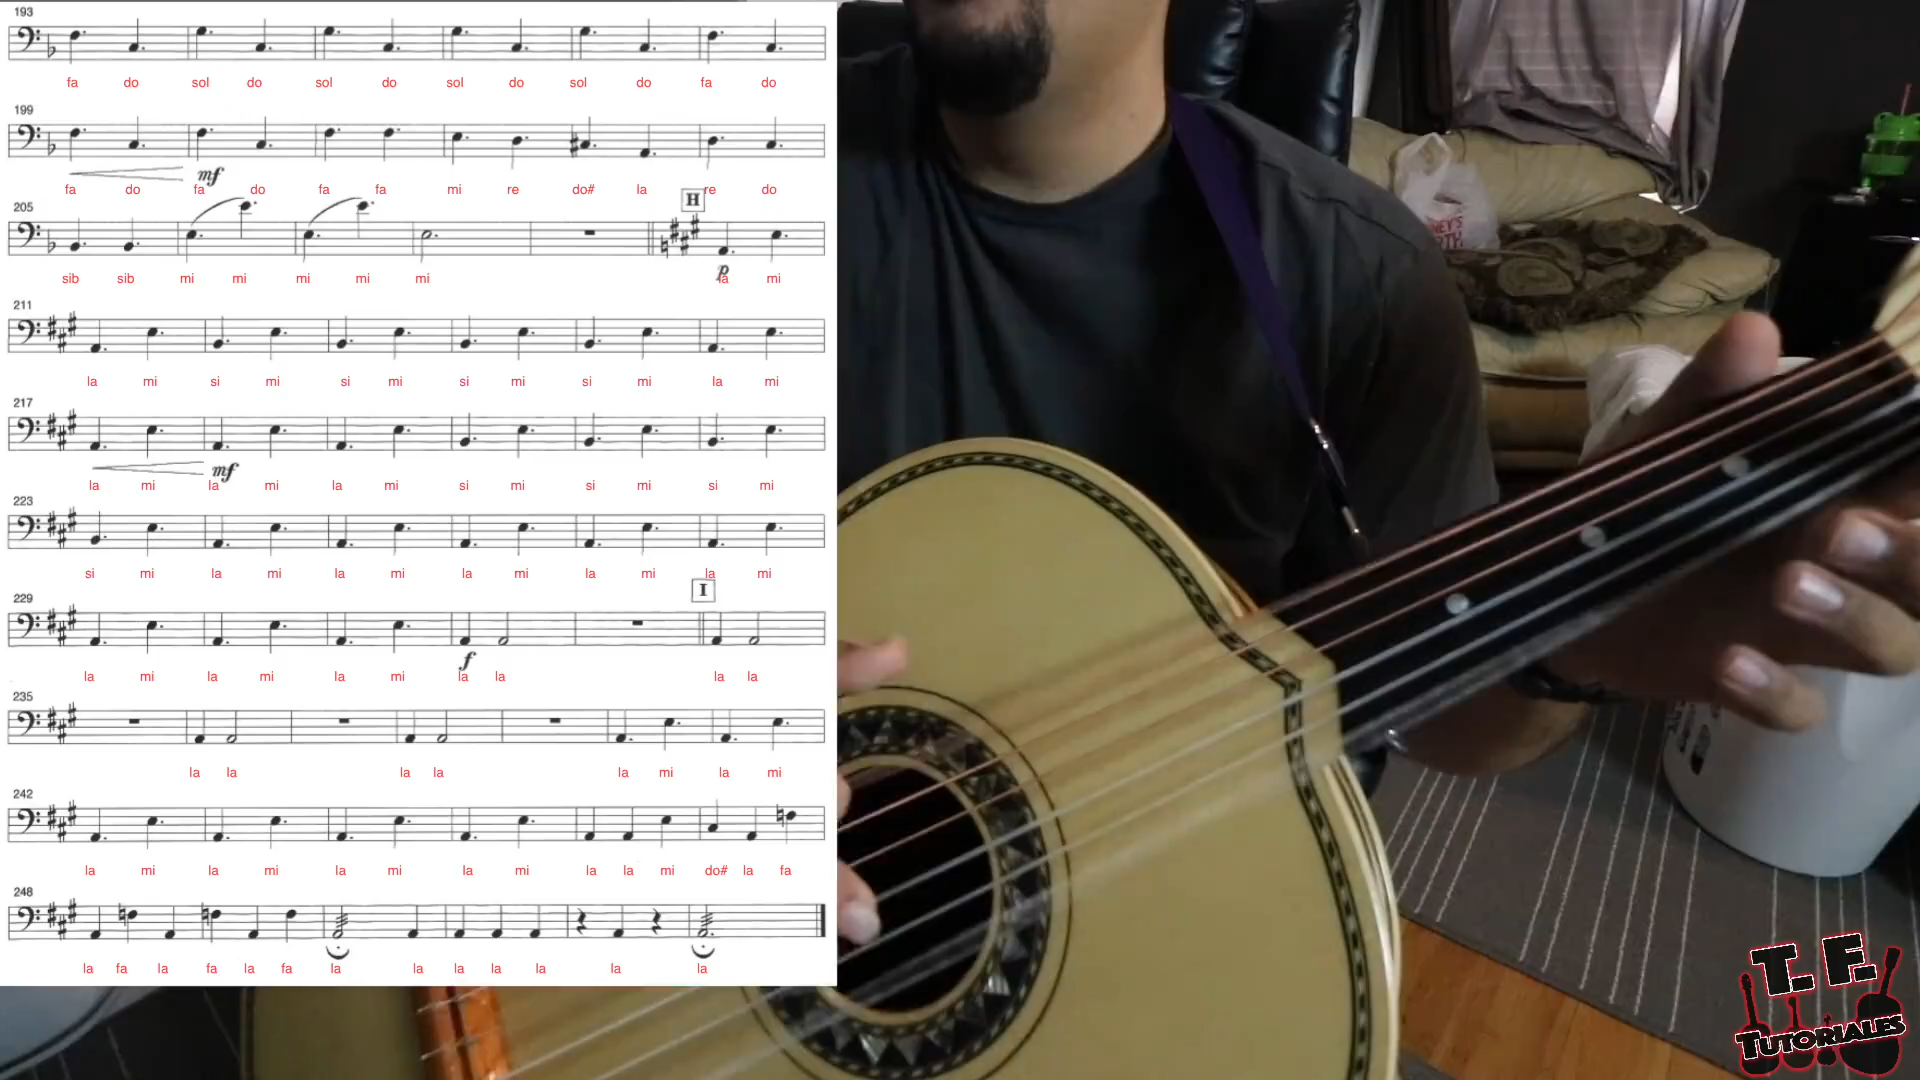 193
fa do sol do sol do sol do sol do fa do
199
mf
fa do fa do fa fa mi re do# la re do
H
205
p
sib sib mi mi mi mi mi la mi
211
la mi si mi si mi si mi si mi la mi
217
mf
la mi la mi la mi si mi si mi si mi
223
si mi la mi la mi la mi la mi la mi
I
229
f
la mi la mi la mi la la la la
235
la la la la la mi la mi
242
la mi la mi la mi la mi la la mi do# la fa
248
la fa la fa la fa la la la la la la la
T. F.
TUTORIALES